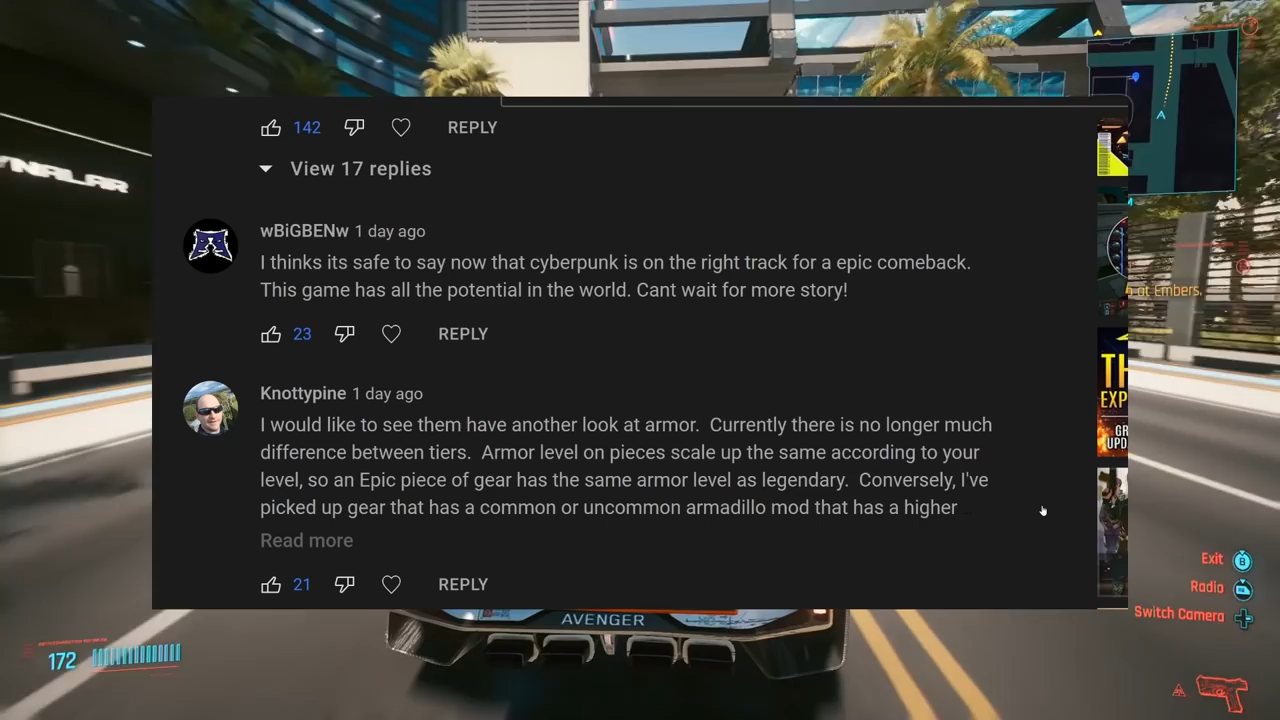 142 REPLY
View 17 replies
wBiGBENw 1 day ago
I thinks its safe to say now that cyberpunk is on the right track for a epic comeback.
This game has all the potential in the world. Cant wait for more story!
23 REPLY
Knottypine 1 day ago
I would like to see them have another look at armor.  Currently there is no longer much
difference between tiers.  Armor level on pieces scale up the same according to your
level, so an Epic piece of gear has the same armor level as legendary.  Conversely, I've
picked up gear that has a common or uncommon armadillo mod that has a higher
Read more
21 REPLY
at Embers.
TH
EXP
GR
UPD
AVENGER
172
Exit B
Radio
Switch Camera